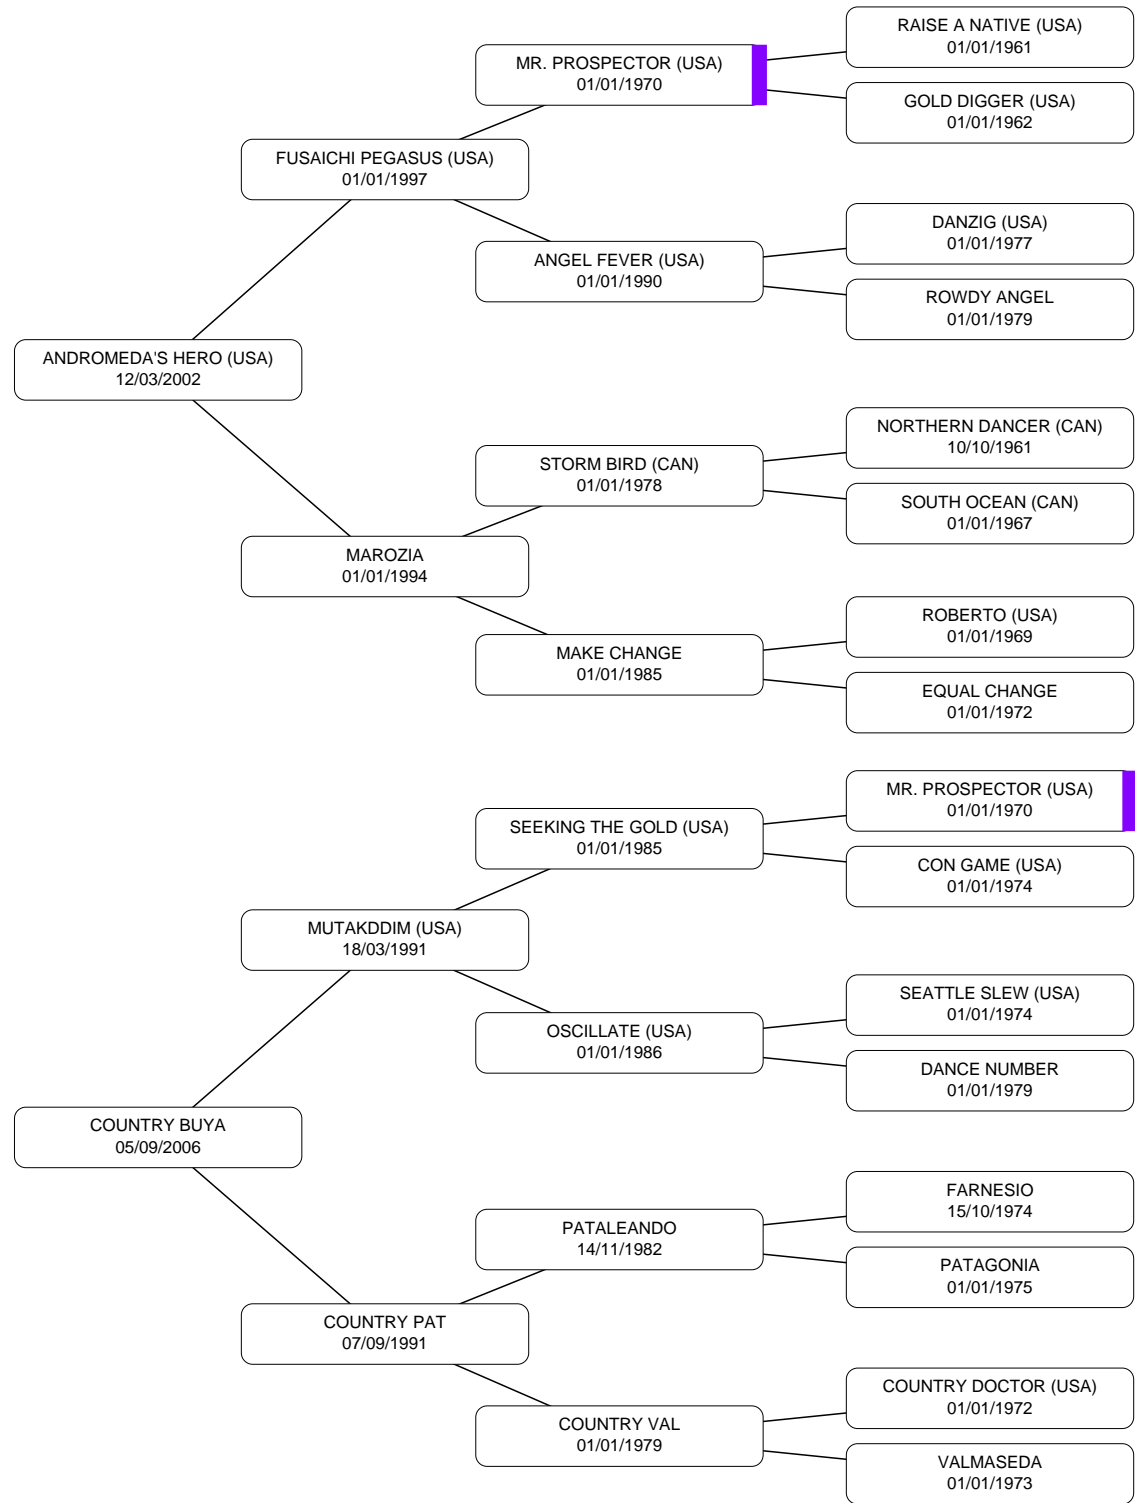 RAISE A NATIVE (USA)
01/01/1961
MR. PROSPECTOR (USA)
01/01/1970
GOLD DIGGER (USA)
01/01/1962
FUSAICHI PEGASUS (USA)
01/01/1997
DANZIG (USA)
01/01/1977
ANGEL FEVER (USA)
01/01/1990
ROWDY ANGEL
01/01/1979
ANDROMEDA'S HERO (USA)
12/03/2002
NORTHERN DANCER (CAN)
10/10/1961
STORM BIRD (CAN)
01/01/1978
SOUTH OCEAN (CAN)
01/01/1967
MAROZIA
01/01/1994
ROBERTO (USA)
01/01/1969
MAKE CHANGE
01/01/1985
EQUAL CHANGE
01/01/1972
MR. PROSPECTOR (USA)
01/01/1970
SEEKING THE GOLD (USA)
01/01/1985
CON GAME (USA)
01/01/1974
MUTAKDDIM (USA)
18/03/1991
SEATTLE SLEW (USA)
01/01/1974
OSCILLATE (USA)
01/01/1986
DANCE NUMBER
01/01/1979
COUNTRY BUYA
05/09/2006
FARNESIO
15/10/1974
PATALEANDO
14/11/1982
PATAGONIA
01/01/1975
COUNTRY PAT
07/09/1991
COUNTRY DOCTOR (USA)
01/01/1972
COUNTRY VAL
01/01/1979
VALMASEDA
01/01/1973